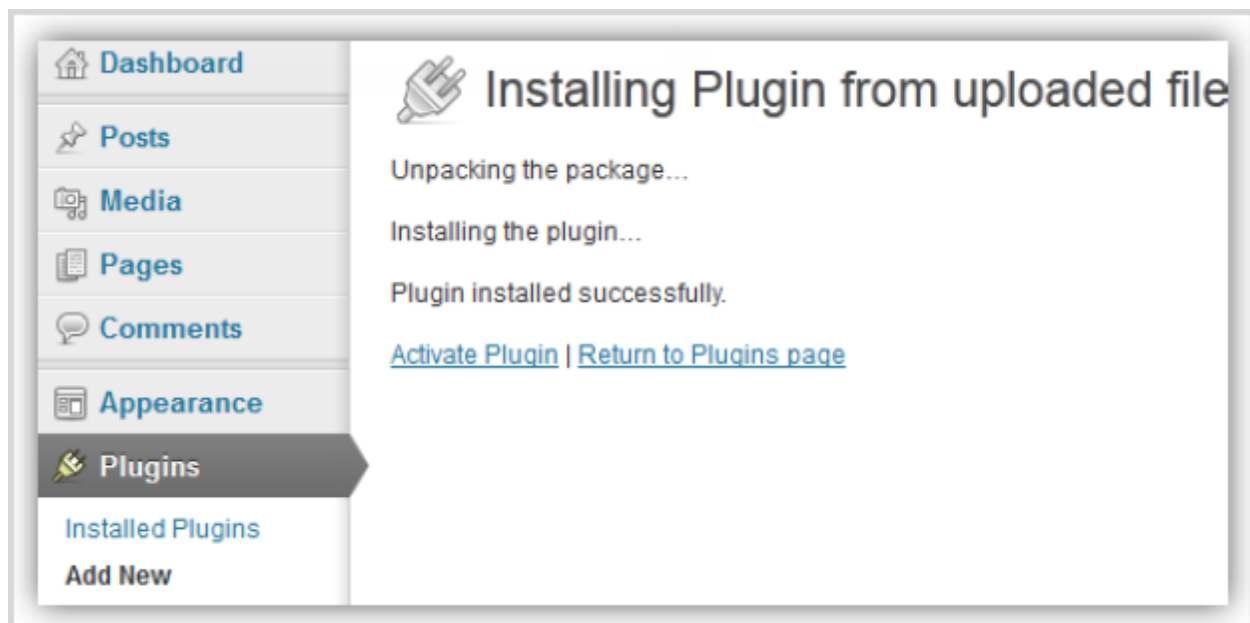 Dashboard
Posts
Media
Pages
Comments
Appearance
Plugins
Installed Plugins
Add New
Installing Plugin from uploaded file
Unpacking the package...
Installing the plugin...
Plugin installed successfully.
Activate Plugin | Return to Plugins page